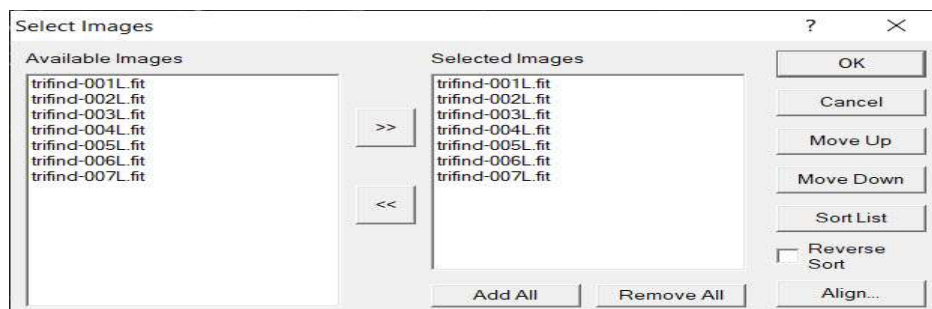 Select Images
?
Available Images
trifind-001L.fit
trifind-002L.fit
trifind-003L.fit
trifind-004L.fit
trifind-005L.fit
trifind-006L.fit
trifind-007L.fit
>>
<<
Selected Images
trifind-001L.fit
trifind-002L.fit
trifind-003L.fit
trifind-004L.fit
trifind-005L.fit
trifind-006L.fit
trifind-007L.fit
Add All
Remove All
OK
Cancel
Move Up
Move Down
Sort List
Reverse
Sort
Align...